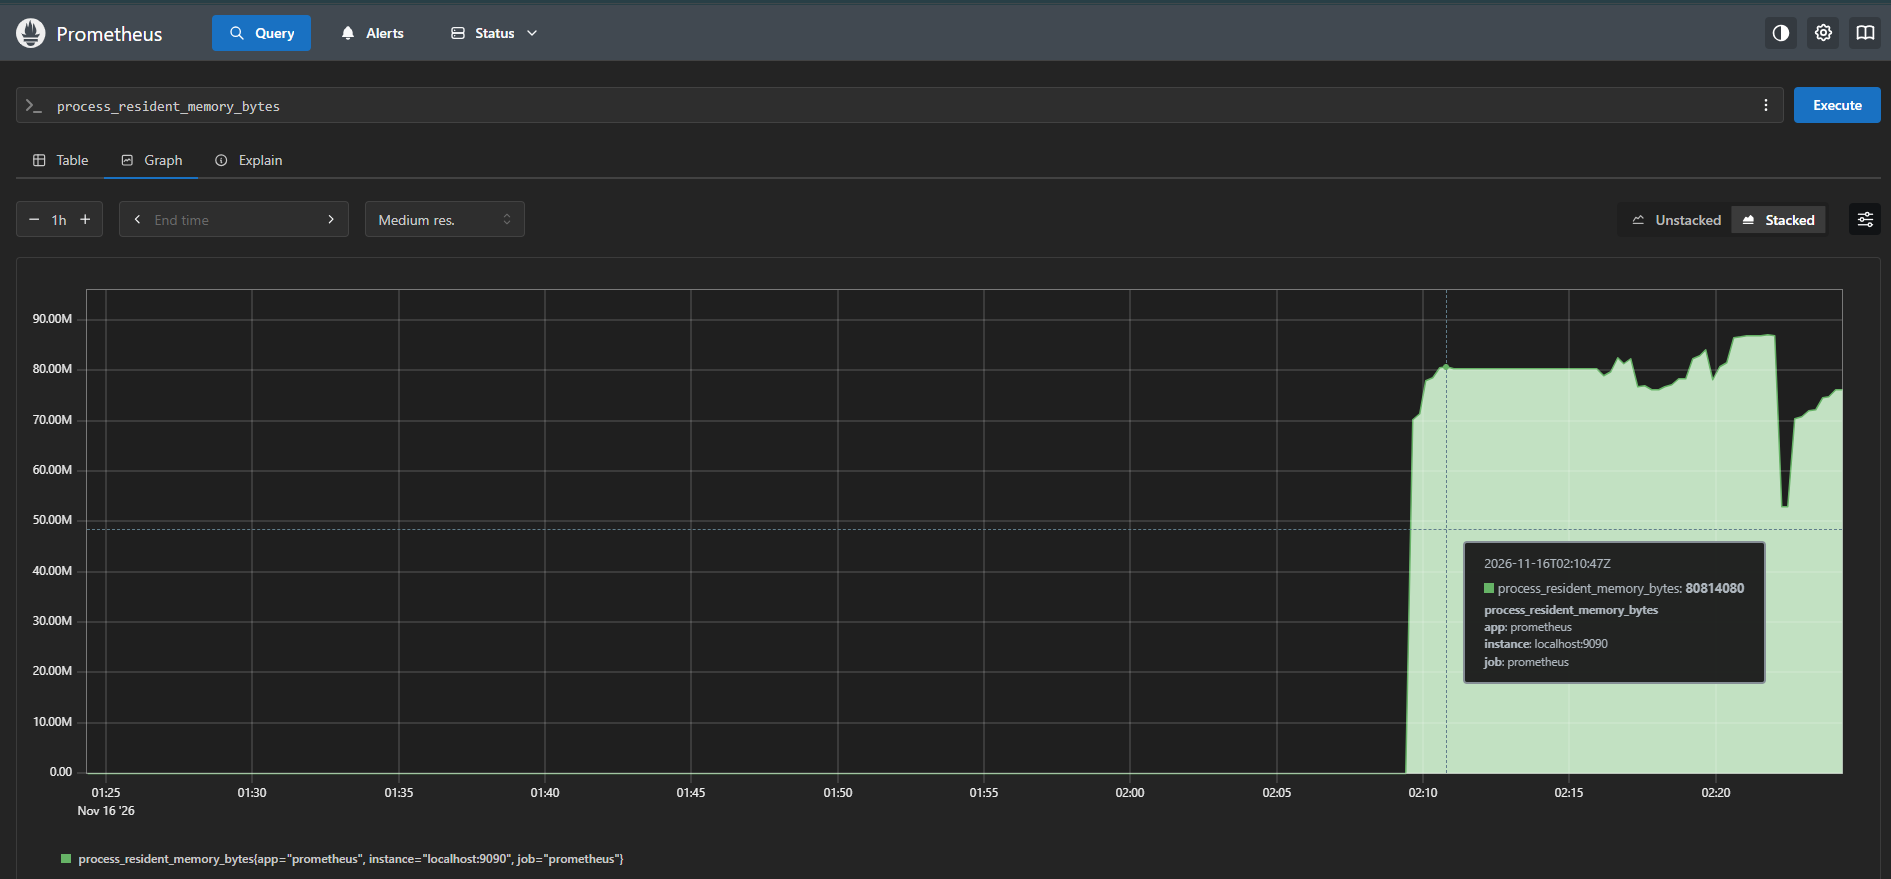 Prometheus
Query
Alerts
Status
process_resident_memory_bytes
Execute
Table
Graph
Explain
1h
End time
Medium res.
Unstacked
Stacked
90.00M
80.00M
70.00M
60.00M
50.00M
40.00M
30.00M
20.00M
10.00M
0.00
2026-11-16T02:10:47Z
process_resident_memory_bytes: 80814080
process_resident_memory_bytes
app: prometheus
instance: localhost:9090
job: prometheus
01:25 01:30 01:35 01:40 01:45 01:50 01:55 02:00 02:05 02:10 02:15 02:20
Nov 16 '26
process_resident_memory_bytes{app="prometheus", instance="localhost:9090", job="prometheus"}